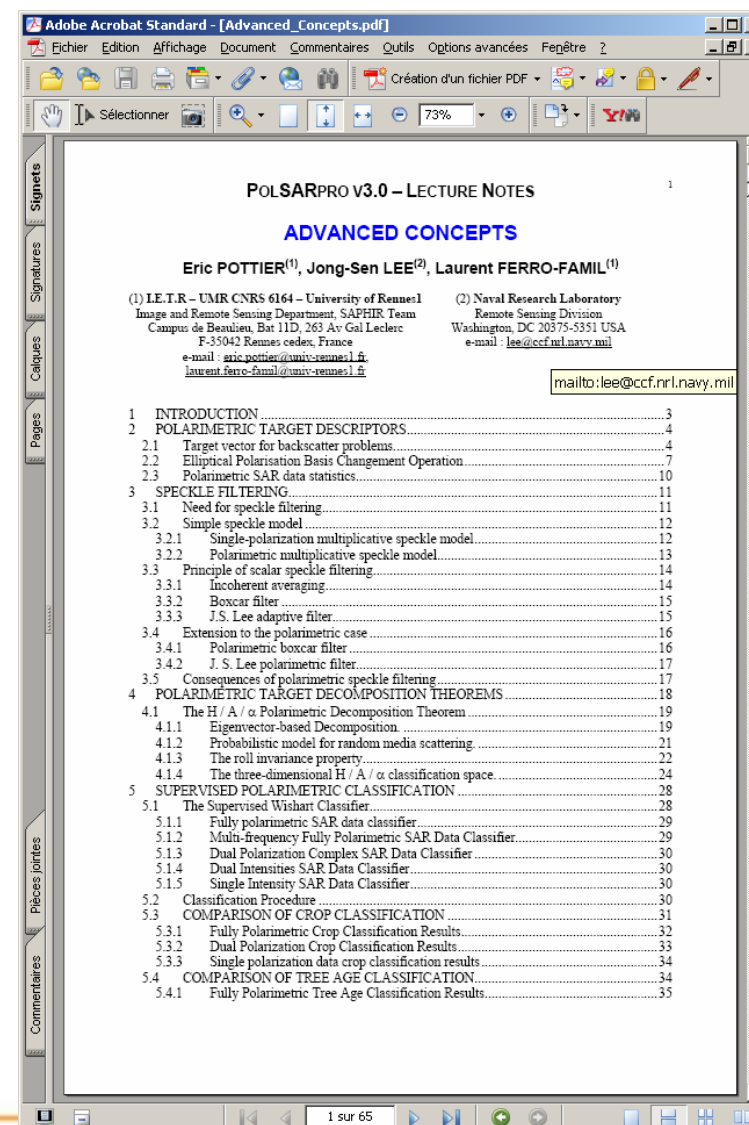 Adobe Acrobat Standard - [Advanced_Concepts.pdf]
Eichier Edition Affichage Document Commentaires Outils Options avancées Fenêtre ?
Création d'un fichier PDF
Sélectionner 73% Y!
Signets
Signatures
Calques
Pages
Pièces jointes
Commentaires
1
POLSARPRO V3.0 – LECTURE NOTES
ADVANCED CONCEPTS
Eric POTTIER(1), Jong-Sen LEE(2), Laurent FERRO-FAMIL(1)
(1) I.E.T.R – UMR CNRS 6164 – University of Rennes1
Image and Remote Sensing Department, SAPHIR Team
Campus de Beaulieu, Bat 11D, 263 Av Gal Leclerc
F-35042 Rennes cedex, France
e-mail : eric.pottier@univ-rennes1.fr,
laurent.ferro-famil@univ-rennes1.fr
(2) Naval Research Laboratory
Remote Sensing Division
Washington, DC 20375-5351 USA
e-mail : lee@ccf.nrl.navy.mil
mailto:lee@ccf.nrl.navy.mil
1 INTRODUCTION 3
2 POLARIMETRIC TARGET DESCRIPTORS 4
2.1 Target vector for backscatter problems 4
2.2 Elliptical Polarisation Basis Changement Operation 7
2.3 Polarimetric SAR data statistics 10
3 SPECKLE FILTERING 11
3.1 Need for speckle filtering 11
3.2 Simple speckle model 12
3.2.1 Single-polarization multiplicative speckle model 12
3.2.2 Polarimetric multiplicative speckle model 13
3.3 Principle of scalar speckle filtering 14
3.3.1 Incoherent averaging 14
3.3.2 Boxcar filter 15
3.3.3 J.S. Lee adaptive filter 15
3.4 Extension to the polarimetric case 16
3.4.1 Polarimetric boxcar filter 16
3.4.2 J. S. Lee polarimetric filter 17
3.5 Consequences of polarimetric speckle filtering 17
4 POLARIMETRIC TARGET DECOMPOSITION THEOREMS 18
4.1 The H / A / α Polarimetric Decomposition Theorem 19
4.1.1 Eigenvector-based Decomposition. 19
4.1.2 Probabilistic model for random media scattering. 21
4.1.3 The roll invariance property 22
4.1.4 The three-dimensional H / A / α classification space. 24
5 SUPERVISED POLARIMETRIC CLASSIFICATION 28
5.1 The Supervised Wishart Classifier 28
5.1.1 Fully polarimetric SAR data classifier 29
5.1.2 Multi-frequency Fully Polarimetric SAR Data Classifier 29
5.1.3 Dual Polarization Complex SAR Data Classifier 30
5.1.4 Dual Intensities SAR Data Classifier 30
5.1.5 Single Intensity SAR Data Classifier 30
5.2 Classification Procedure 30
5.3 COMPARISON OF CROP CLASSIFICATION 31
5.3.1 Fully Polarimetric Crop Classification Results 32
5.3.2 Dual Polarization Crop Classification Results 33
5.3.3 Single polarization data crop classification results 34
5.4 COMPARISON OF TREE AGE CLASSIFICATION 34
5.4.1 Fully Polarimetric Tree Age Classification Results 35
1 sur 65